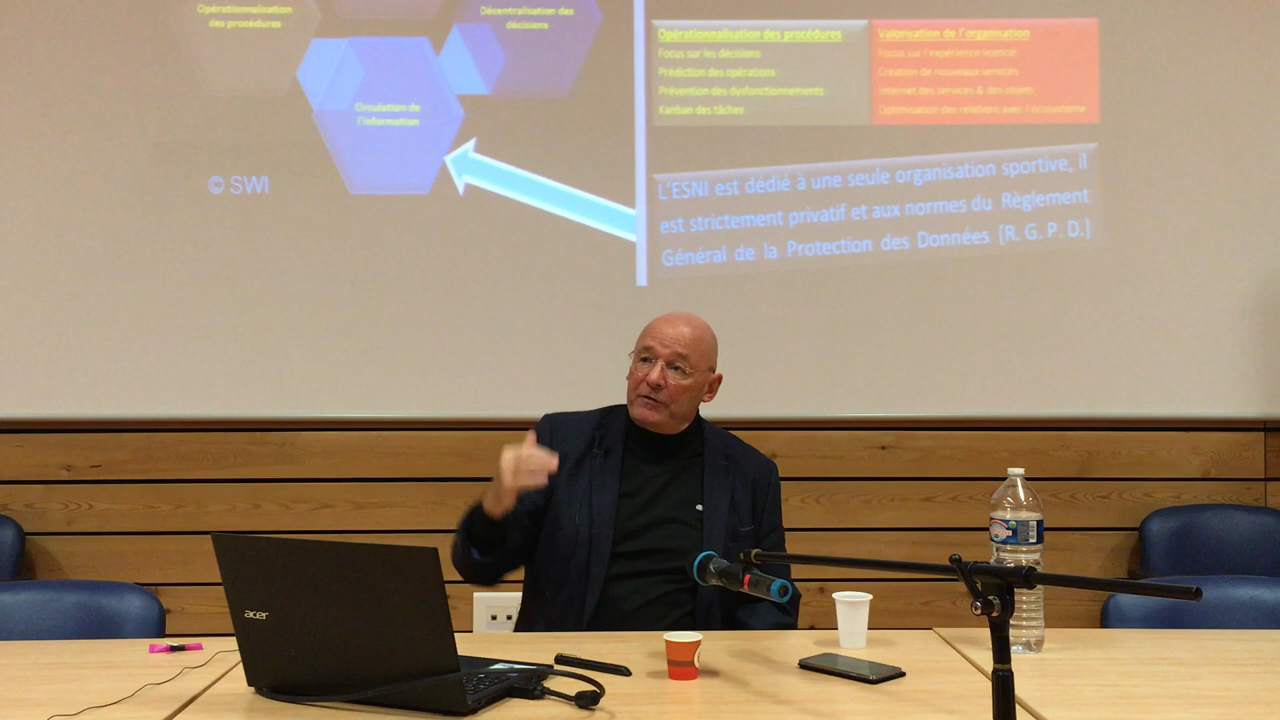 Opérationnalisation
des procédures
Décentralisation des
décisions
Circulation de
l'information
© SWI
Opérationnalisation des procédures
Focus sur les décisions
Prédiction des opérations
Prévention des dysfonctionnements
Kanban des tâches
Valorisation de l'organisation
Focus sur l'expérience licencié
Création de nouveaux services
Internet des services & des objets
Optimisation des relations avec l'écosystème
L'ESNI est dédié à une seule organisation sportive, il
est strictement privatif et aux normes du Règlement
Général de la Protection des Données [R. G. P. D.]
acer